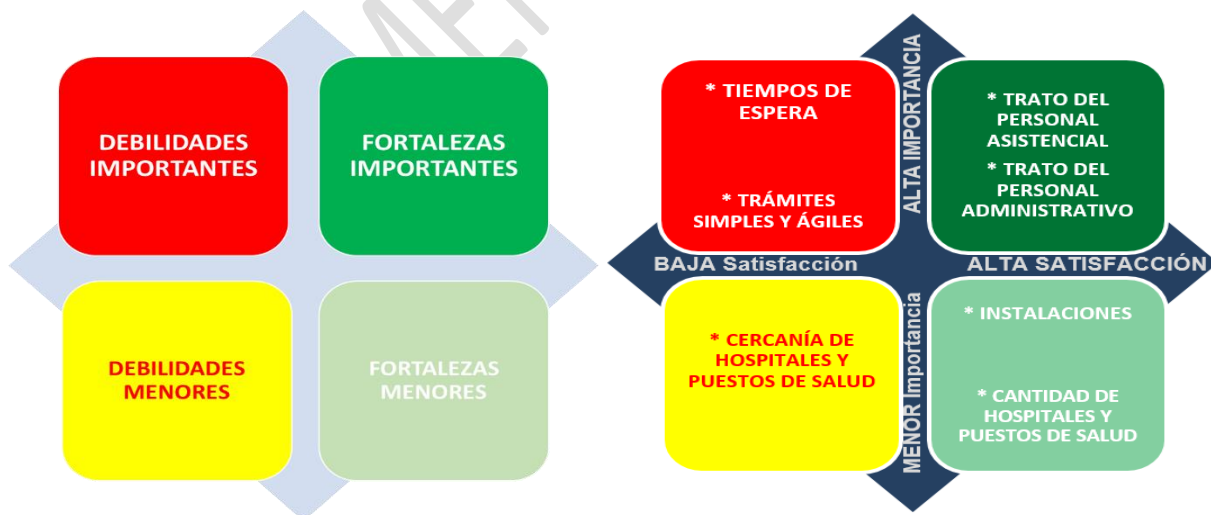 DEBILIDADES
IMPORTANTES
FORTALEZAS
IMPORTANTES
DEBILIDADES
MENORES
FORTALEZAS
MENORES
* TIEMPOS DE
ESPERA
* TRÁMITES
SIMPLES Y ÁGILES
ALTA IMPORTANCIA
* TRATO DEL
PERSONAL
ASISTENCIAL
* TRATO DEL
PERSONAL
ADMINISTRATIVO
BAJA Satisfacción
ALTA SATISFACCIÓN
* CERCANÍA DE
HOSPITALES Y
PUESTOS DE SALUD
MENOR Importancia
* INSTALACIONES
* CANTIDAD DE
HOSPITALES Y
PUESTOS DE SALUD